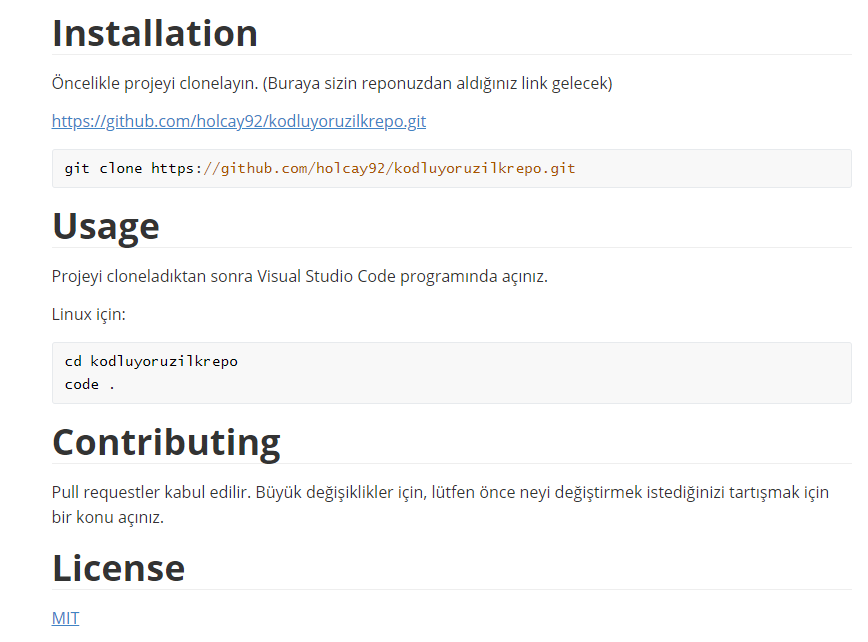 Installation
Öncelikle projeyi clonelayın. (Buraya sizin reponuzdan aldığınız link gelecek)
https://github.com/holcay92/kodluyoruzilkrepo.git
git clone https://github.com/holcay92/kodluyoruzilkrepo.git
Usage
Projeyi cloneladıktan sonra Visual Studio Code programında açınız.
Linux için:
cd kodluyoruzilkrepo
code .
Contributing
Pull requestler kabul edilir. Büyük değişiklikler için, lütfen önce neyi değiştirmek istediğinizi tartışmak için
bir konu açınız.
License
MIT